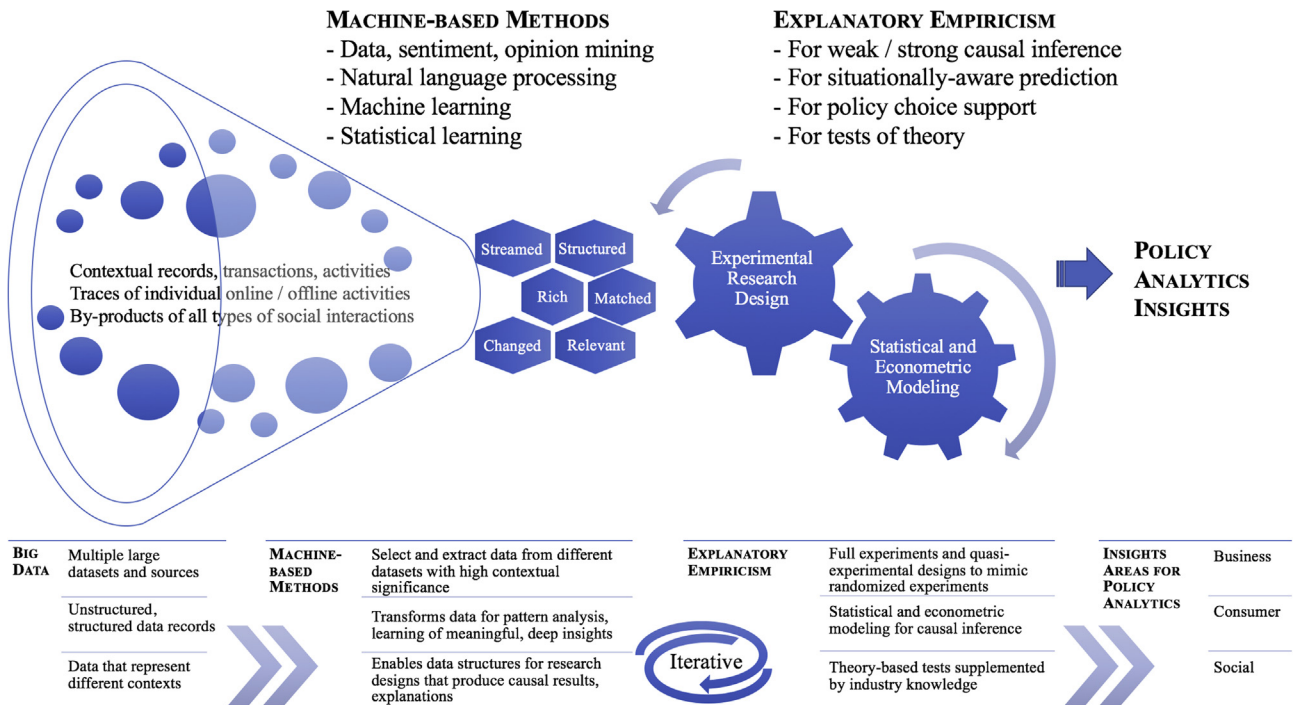 MACHINE-BASED METHODS
- Data, sentiment, opinion mining
- Natural language processing
- Machine learning
- Statistical learning
EXPLANATORY EMPIRICISM
- For weak / strong causal inference
- For situationally-aware prediction
- For policy choice support
- For tests of theory
Contextual records, transactions, activities
Traces of individual online / offline activities
By-products of all types of social interactions
Streamed
Structured
Rich
Matched
Changed
Relevant
Experimental
Research
Design
Statistical and
Econometric
Modeling
POLICY
ANALYTICS
INSIGHTS
BIG
DATA
Multiple large
datasets and sources
Unstructured,
structured data records
Data that represent
different contexts
MACHINE-
BASED
METHODS
Select and extract data from different
datasets with high contextual
significance
Transforms data for pattern analysis,
learning of meaningful, deep insights
Enables data structures for research
designs that produce causal results,
explanations
EXPLANATORY
EMPIRICISM
Iterative
Full experiments and quasi-
experimental designs to mimic
randomized experiments
Statistical and econometric
modeling for causal inference
Theory-based tests supplemented
by industry knowledge
INSIGHTS
AREAS FOR
POLICY
ANALYTICS
Business
Consumer
Social